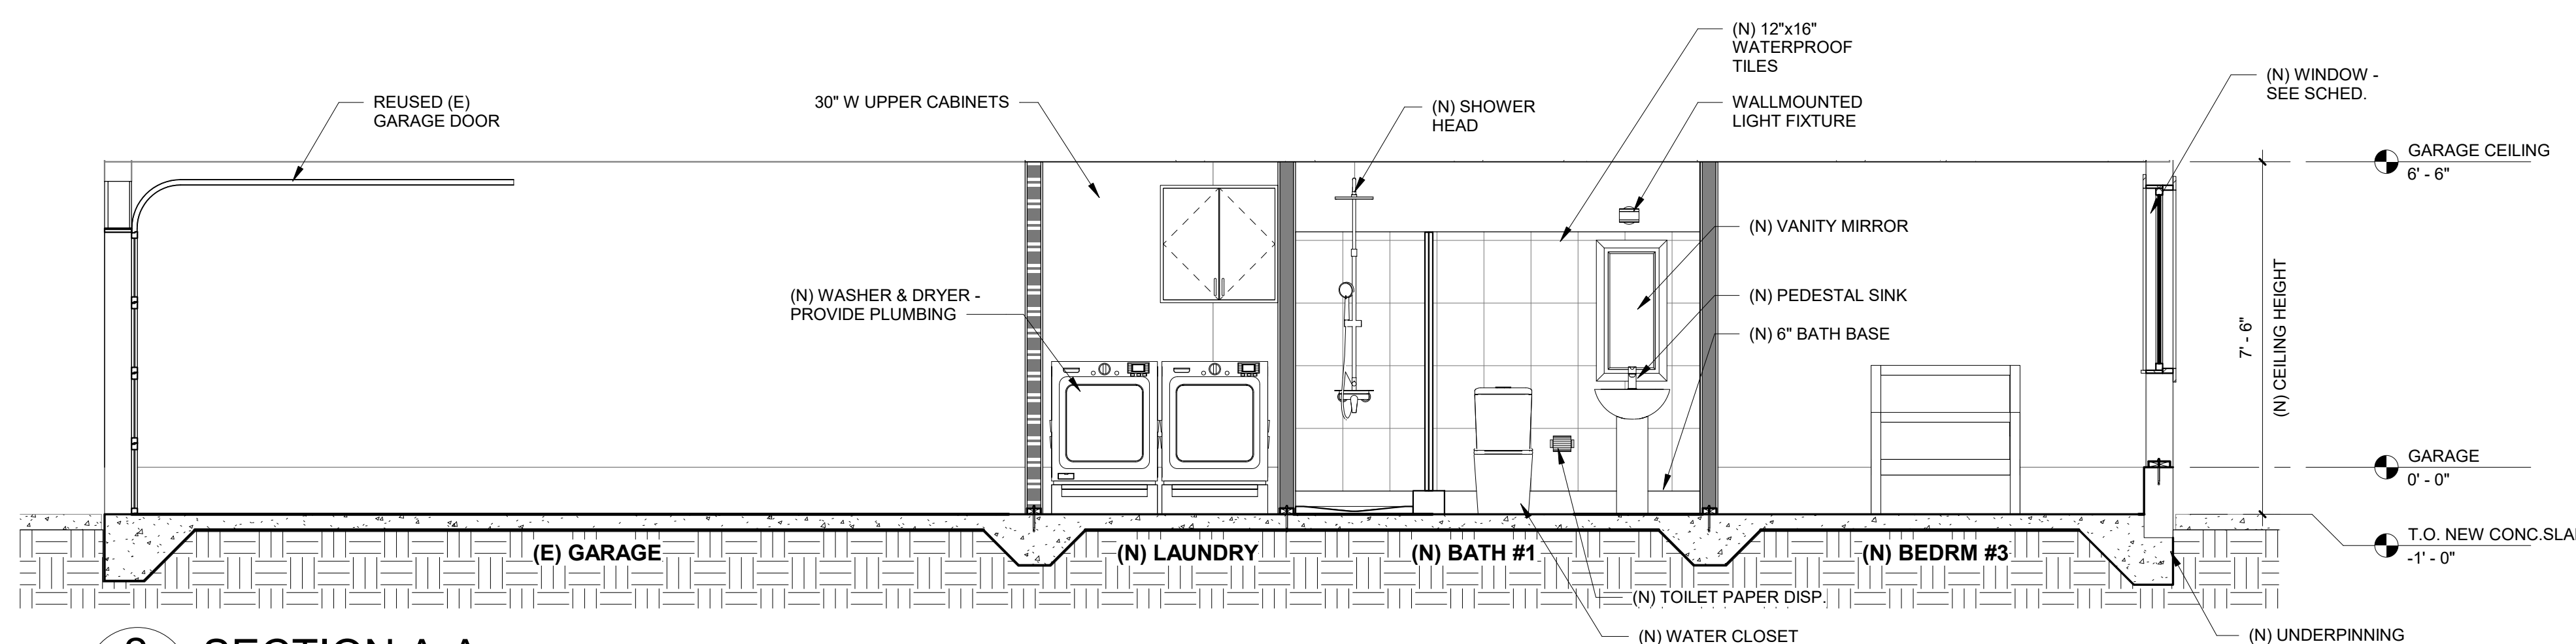 (N) 12"x16"
WATERPROOF
TILES
(N) WINDOW -
SEE SCHED.
REUSED (E)
GARAGE DOOR
30" W UPPER CABINETS
(N) SHOWER
HEAD
WALLMOUNTED
LIGHT FIXTURE
GARAGE CEILING
6' - 6"
(N) VANITY MIRROR
(N) WASHER & DRYER -
PROVIDE PLUMBING
(N) PEDESTAL SINK
(N) 6" BATH BASE
7' - 6"
(N) CEILING HEIGHT
GARAGE
0' - 0"
T.O. NEW CONC.SLA
-1' - 0"
(E) GARAGE
(N) LAUNDRY
(N) BATH #1
(N) BEDRM #3
(N) TOILET PAPER DISP.
(N) WATER CLOSET
(N) UNDERPINNING
SECTION A-A